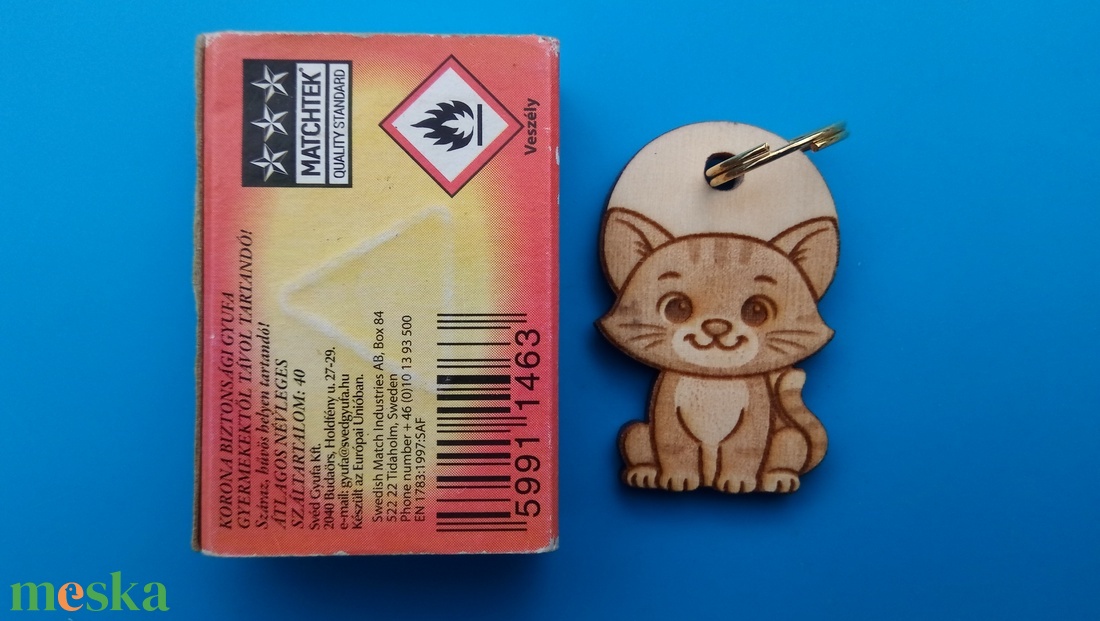 MATCHTEK®
QUALITY STANDARD
Veszély
KORONA BIZTONSÁGI GYUFA
GYERMEKEKTŐL TÁVOL TARTANDÓ!
Száraz, hűvös helyen tartandó!
ÁTLAGOS NÉVLEGES
SZÁLTARTALOM: 40
Svéd Gyufa Kft.
2040 Budaörs, Holdfény u. 27-29.
e-mail: gyufa@svedgyufa.hu
Készült az Európai Unióban.
Swedish Match Industries AB, Box 84
522 22 Tidaholm, Sweden
Phone number + 46 (0)10 13 93 500
EN 1783:1997:SAF
5991 1463
meska